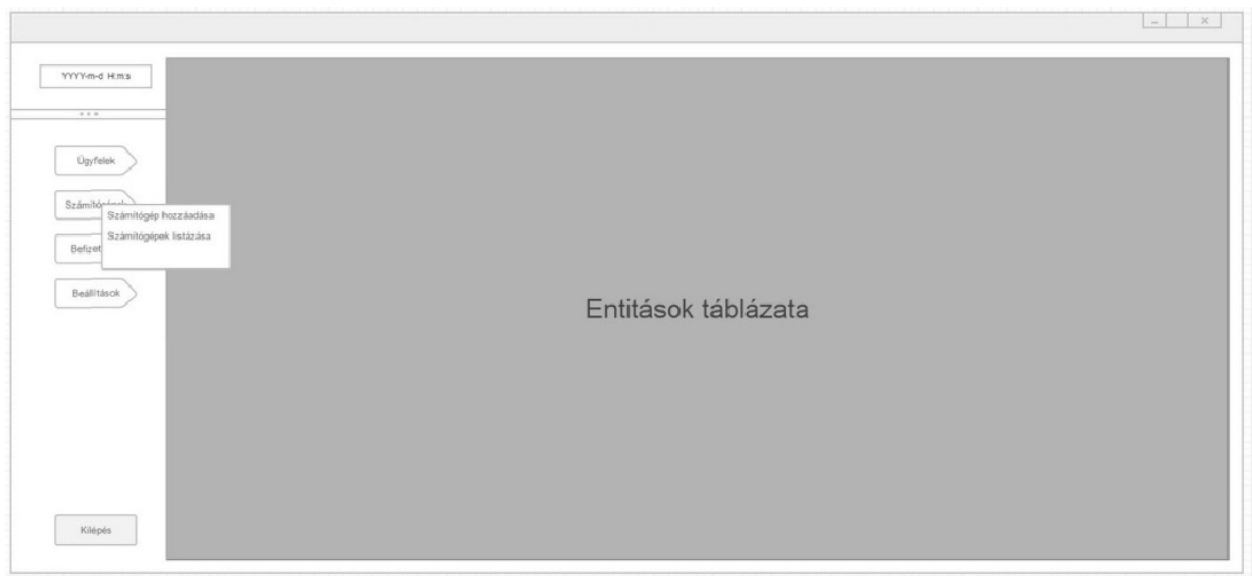 YYYY-m-d H:m:s
Ügyfelek
Számítógép hozzáadása
Számítógépek listázása
Beállítások
Entitások táblázata
Kilépés